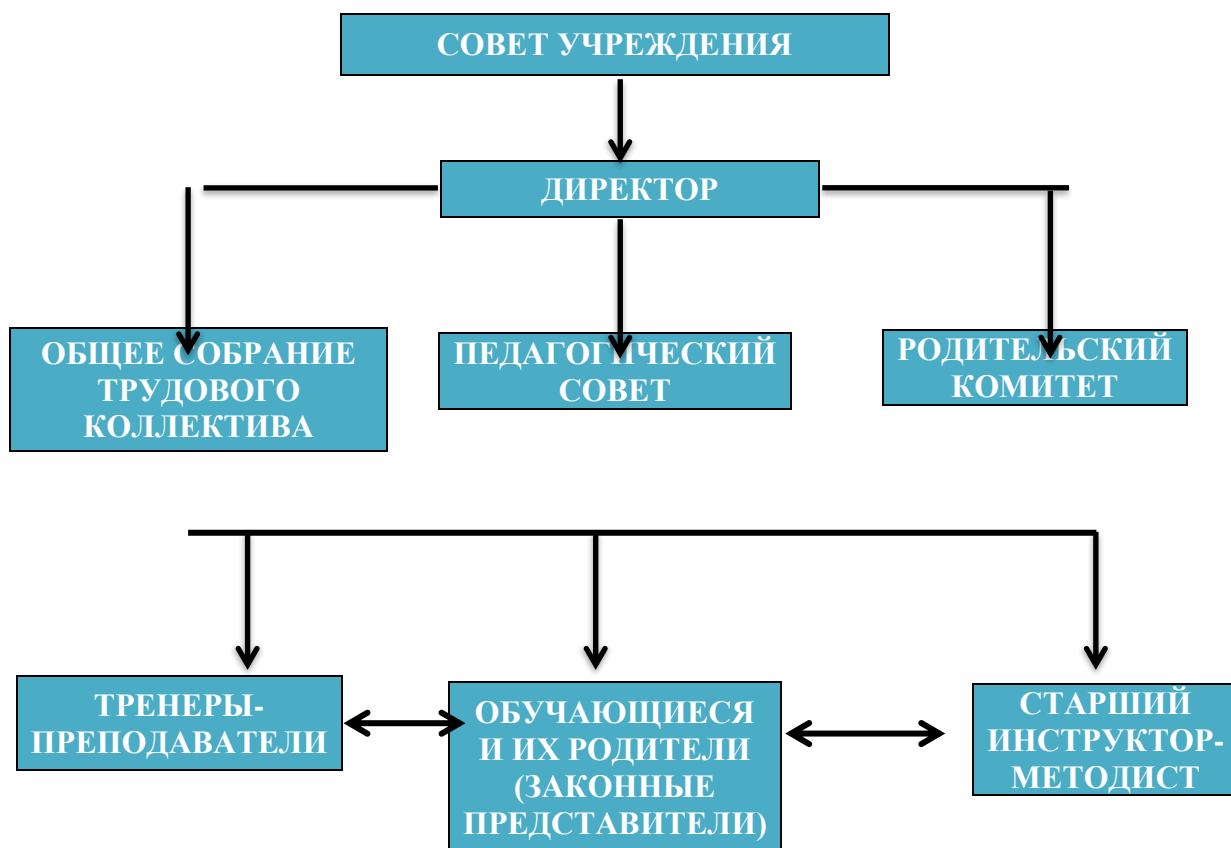 СОВЕТ УЧРЕЖДЕНИЯ
ДИРЕКТОР
ОБЩЕЕ СОБРАНИЕ
ТРУДОВОГО
КОЛЛЕКТИВА
ПЕДАГОГИЧЕСКИЙ
СОВЕТ
РОДИТЕЛЬСКИЙ
КОМИТЕТ
ТРЕНЕРЫ-
ПРЕПОДАВАТЕЛИ
ОБУЧАЮЩИЕСЯ
И ИХ РОДИТЕЛИ
(ЗАКОННЫЕ
ПРЕДСТАВИТЕЛИ)
СТАРШИЙ
ИНСТРУКТОР-
МЕТОДИСТ